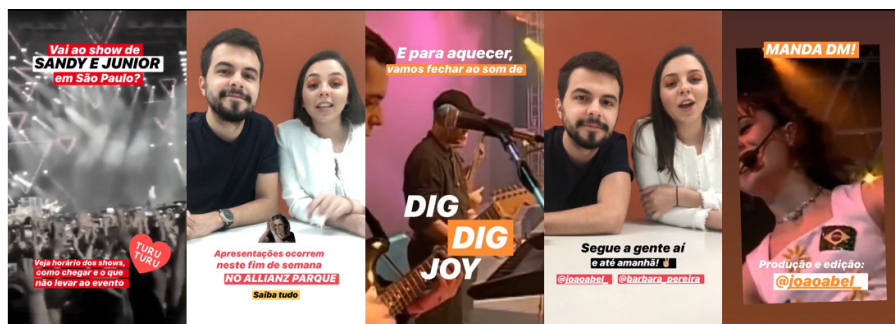 Vai ao show de
SANDY E JUNIOR
em São Paulo?
TURU
TURU
Veja horário dos shows,
como chegar e o que
não levar ao evento
Apresentações ocorrem
neste fim de semana
NO ALLIANZ PARQUE
Saiba tudo
E para aquecer,
vamos fechar ao som de
DIG
DIG
JOY
Segue a gente aí
e até amanhã! ✌🏼
@joaoabel_ @barbara_pereira
MANDA DM!
Produção e edição:
@joaoabel_